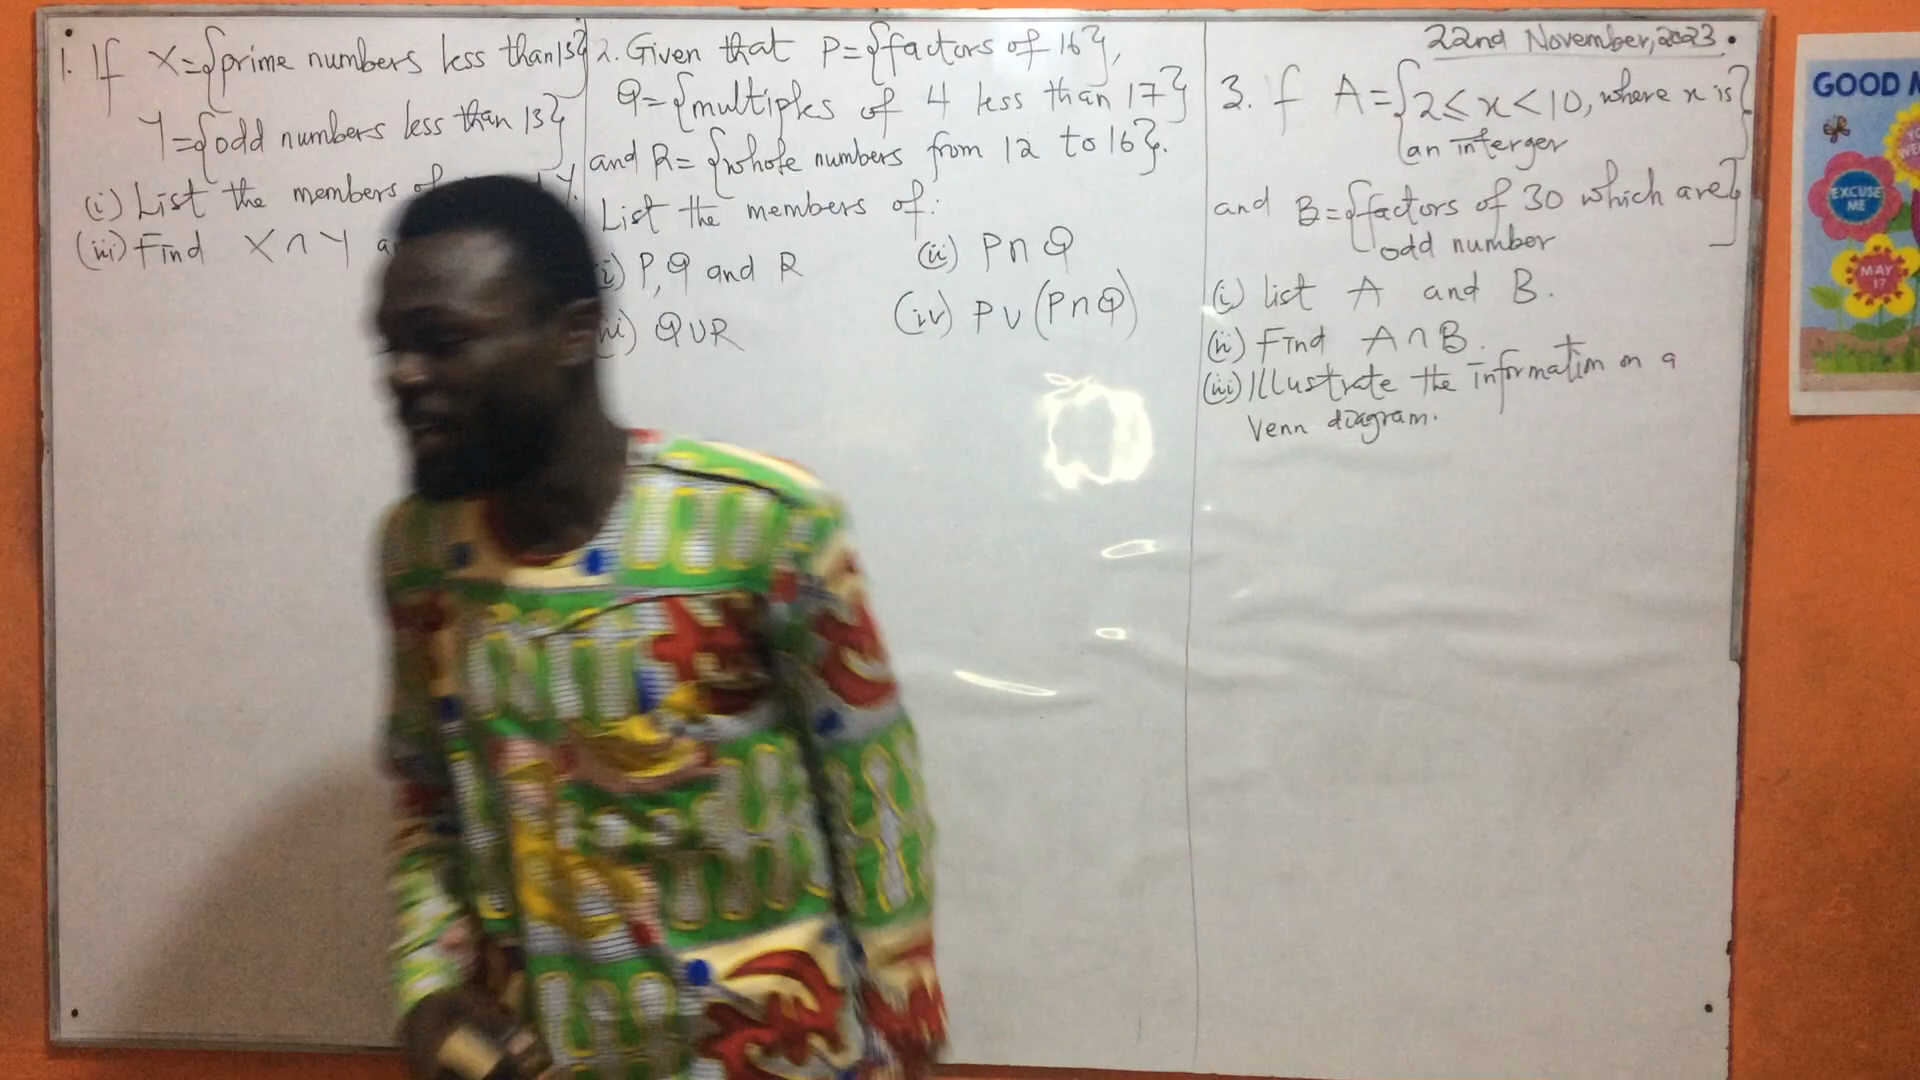 1. If X={prime numbers less than 13}
Y={odd numbers less than 13}
(i) List the members of Y.
(iii) Find X∩Y
2. Given that P={factors of 16},
Q={multiples of 4 less than 17}
and R={whole numbers from 12 to 16}.
List the members of:
i) P,Q and R
(ii) P∩Q
iii) QUR
(iv) PU(P∩Q)
22nd November, 2023.
3. f A={2≤x<10, where x is
an interger}
and B={factors of 30 which are
odd number}
(i) list A and B.
(ii) Find A∩B.
(iii) Illustrate the information on a
Venn diagram.
GOOD M
EXCUSE
ME
MAY
I?